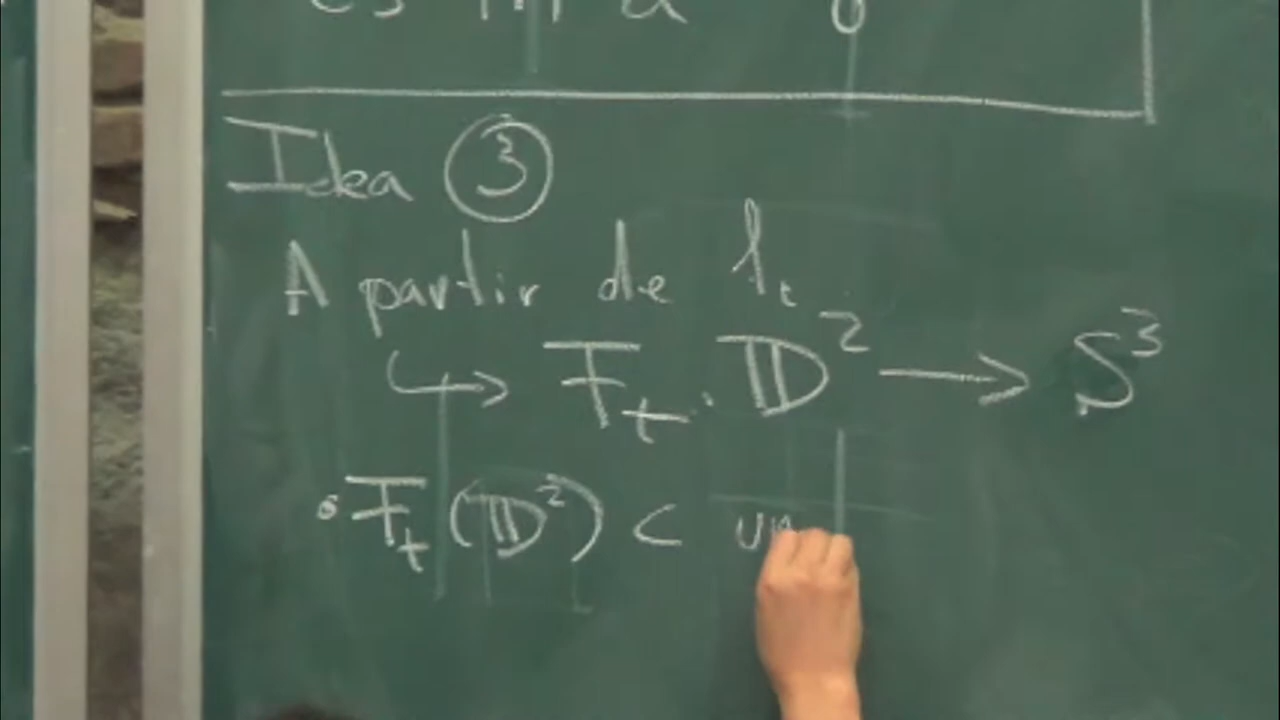 Idea ③
A partir de f_t
↪ F_t : 𝔻² → S³
• F_t(𝔻²) ⊂ un